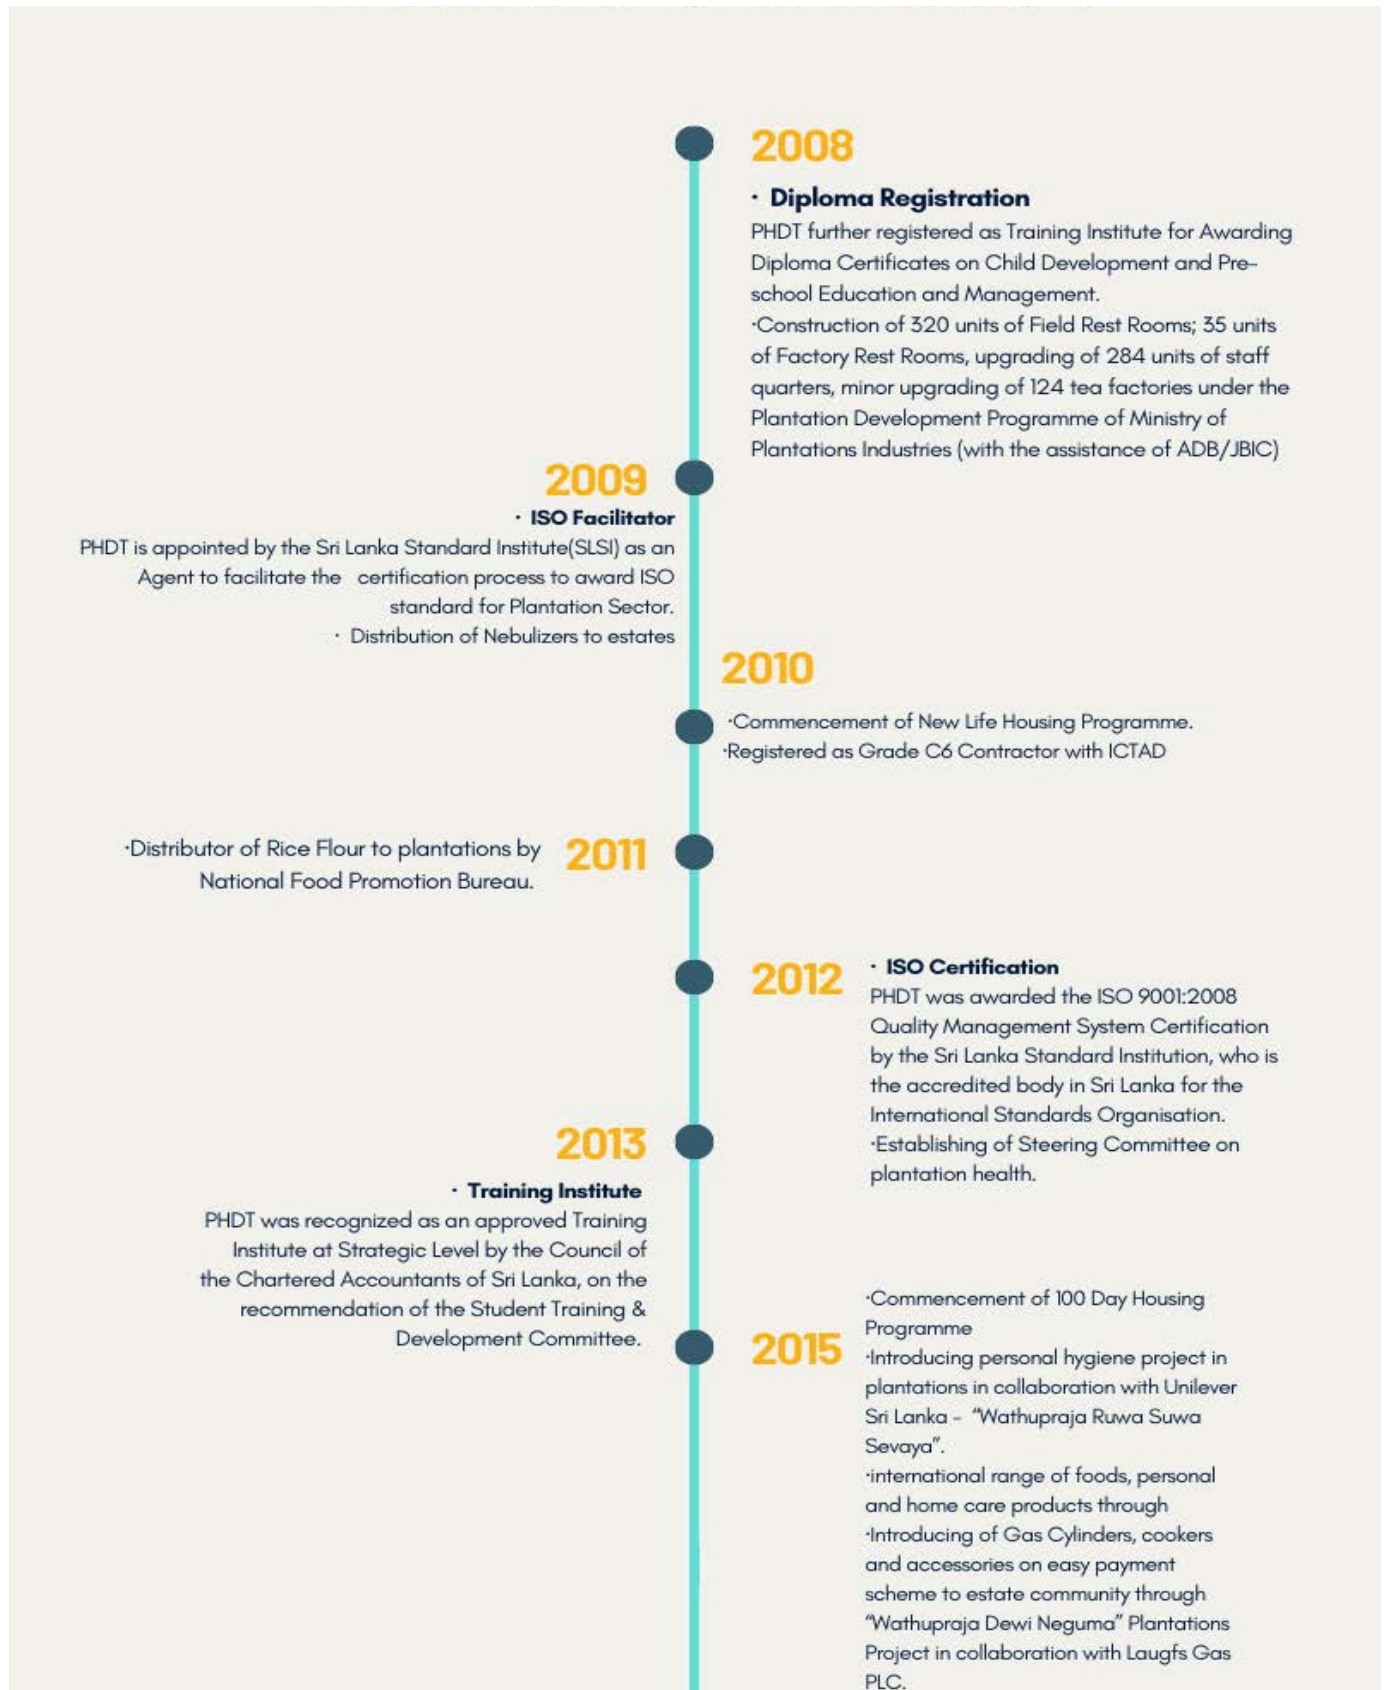 2008
· Diploma Registration
PHDT further registered as Training Institute for Awarding
Diploma Certificates on Child Development and Pre-
school Education and Management.
·Construction of 320 units of Field Rest Rooms; 35 units
of Factory Rest Rooms, upgrading of 284 units of staff
quarters, minor upgrading of 124 tea factories under the
Plantation Development Programme of Ministry of
Plantations Industries (with the assistance of ADB/JBIC)
2009
· ISO Facilitator
PHDT is appointed by the Sri Lanka Standard Institute(SLSI) as an
Agent to facilitate the certification process to award ISO
standard for Plantation Sector.
· Distribution of Nebulizers to estates
2010
·Commencement of New Life Housing Programme.
·Registered as Grade C6 Contractor with ICTAD
2011
·Distributor of Rice Flour to plantations by
National Food Promotion Bureau.
2012
· ISO Certification
PHDT was awarded the ISO 9001:2008
Quality Management System Certification
by the Sri Lanka Standard Institution, who is
the accredited body in Sri Lanka for the
International Standards Organisation.
·Establishing of Steering Committee on
plantation health.
2013
· Training Institute
PHDT was recognized as an approved Training
Institute at Strategic Level by the Council of
the Chartered Accountants of Sri Lanka, on the
recommendation of the Student Training &
Development Committee.
2015
·Commencement of 100 Day Housing
Programme
·Introducing personal hygiene project in
plantations in collaboration with Unilever
Sri Lanka - “Wathupraja Ruwa Suwa
Sevaya”.
·international range of foods, personal
and home care products through
·Introducing of Gas Cylinders, cookers
and accessories on easy payment
scheme to estate community through
“Wathupraja Dewi Neguma” Plantations
Project in collaboration with Laugfs Gas
PLC.